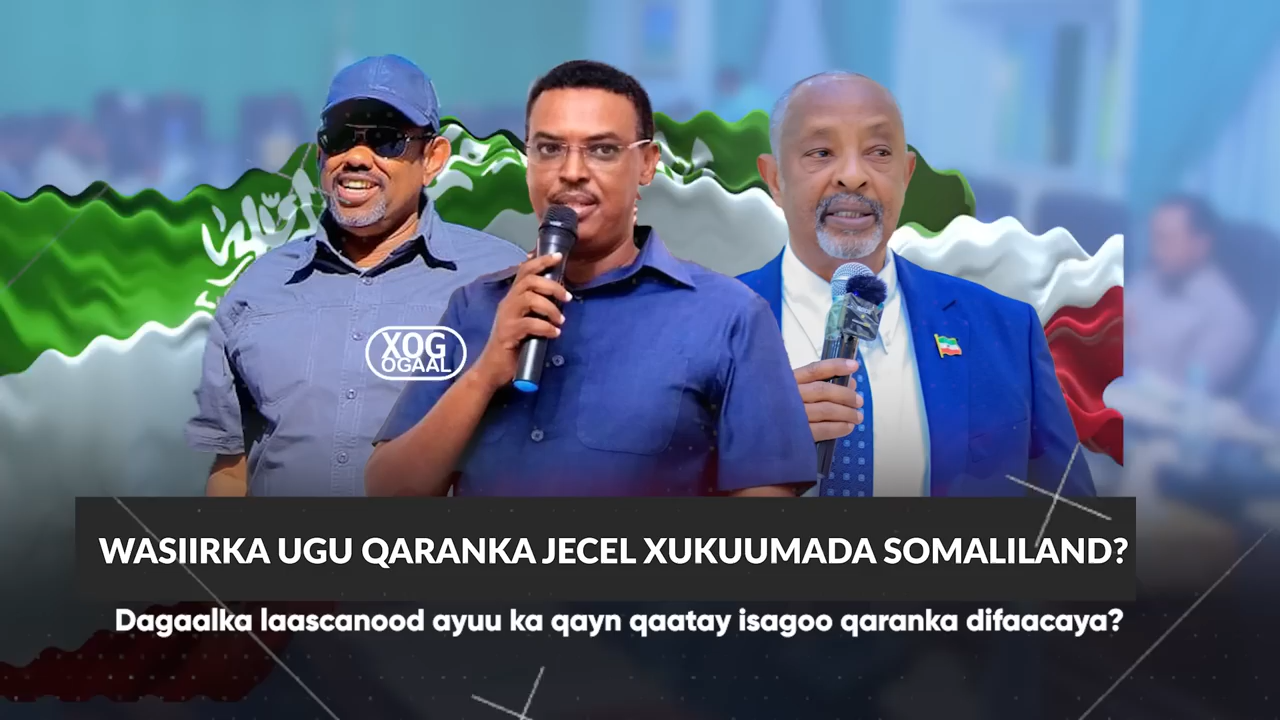 XOG
OGAAL
WASIIRKA UGU QARANKA JECEL XUKUUMADA SOMALILAND?
Dagaalka laascanood ayuu ka qayn qaatay isagoo qaranka difaacaya?